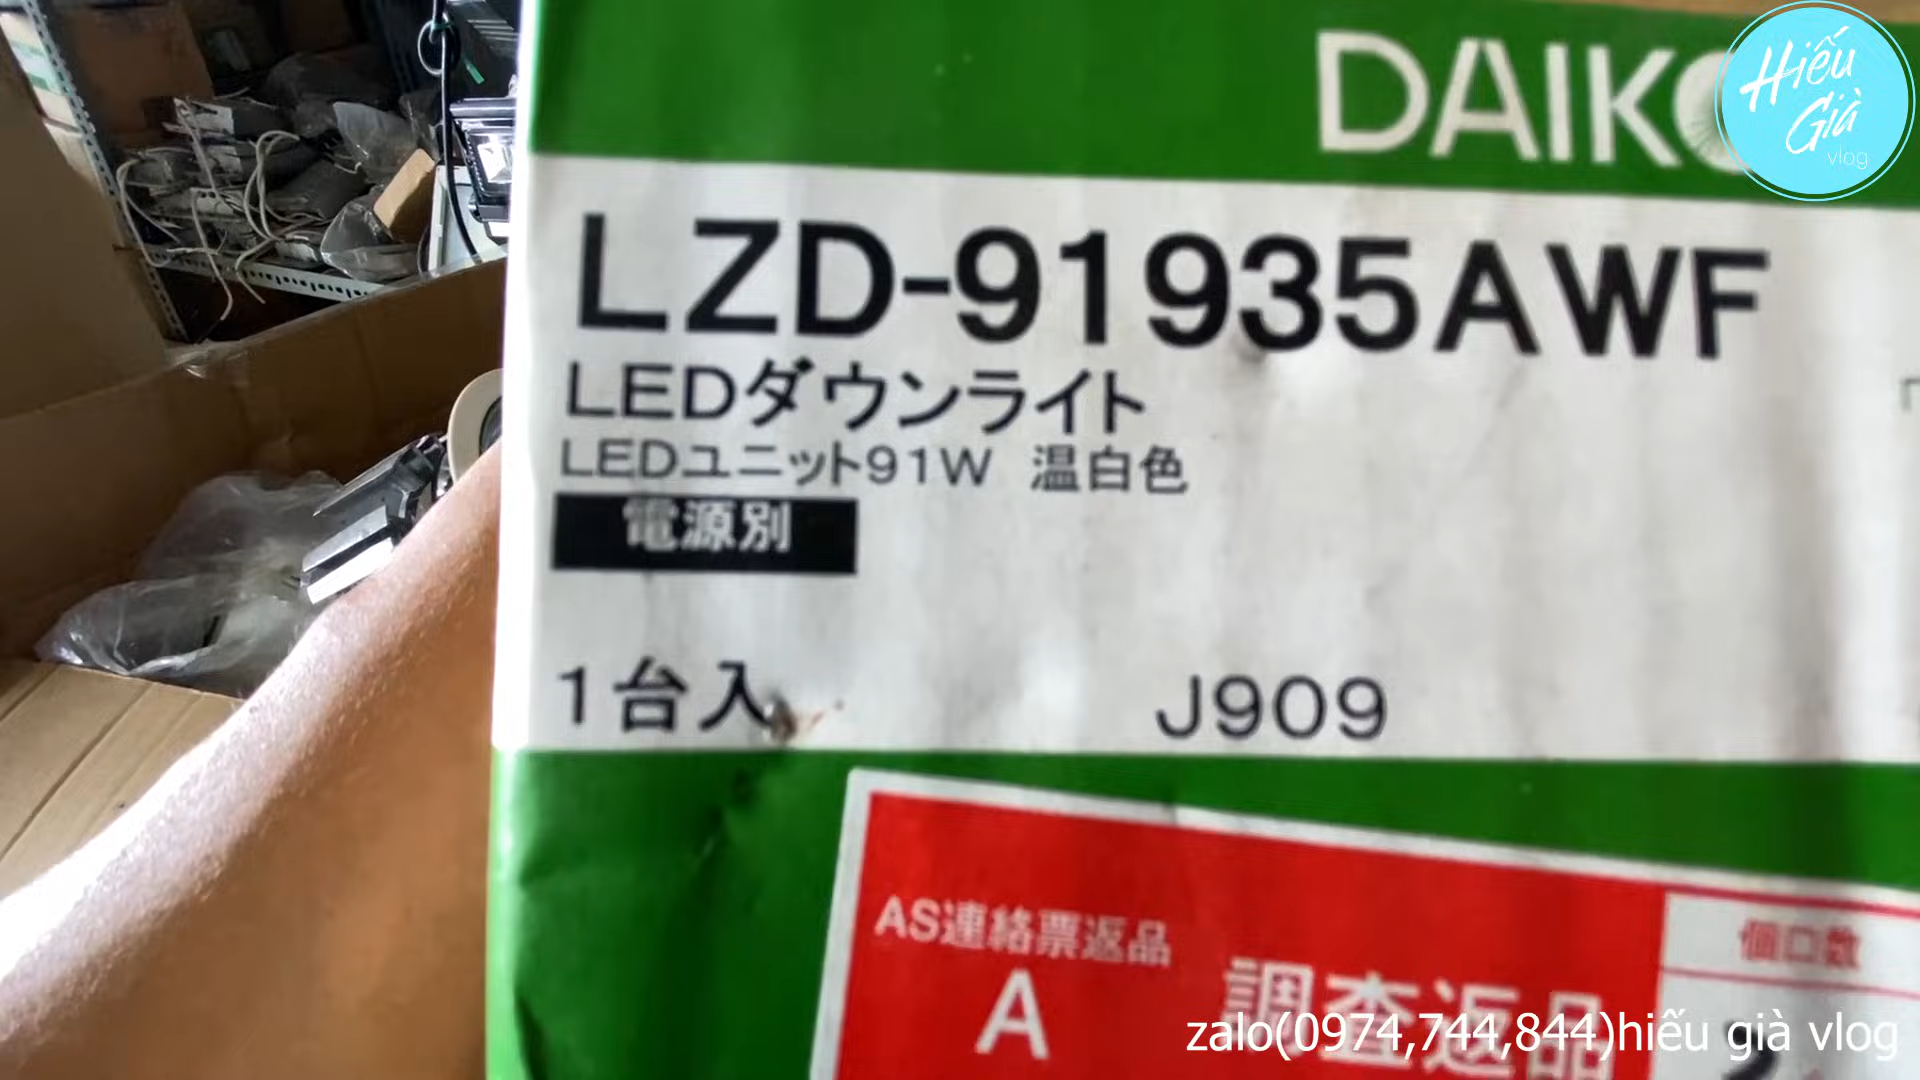 DAIKO
Hiếu
Già
vlog
LZD-91935AWF
LEDダウンライト
LEDユニット91W 温白色
電源別
1台入
J909
AS連絡票返品
個口数
A
調査返品
2
zalo(0974,744,844)hiếu già vlog